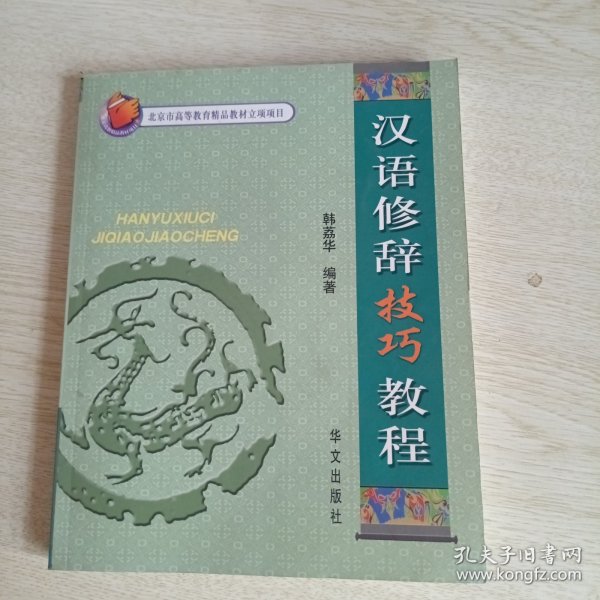 北京市高等教育精品教材立项项目
HANYUXIUCI
JIQIAOJIAOCHENG
汉语修辞技巧教程
韩荔华 编著
华文出版社
孔夫子旧书网
www.kongfz.com